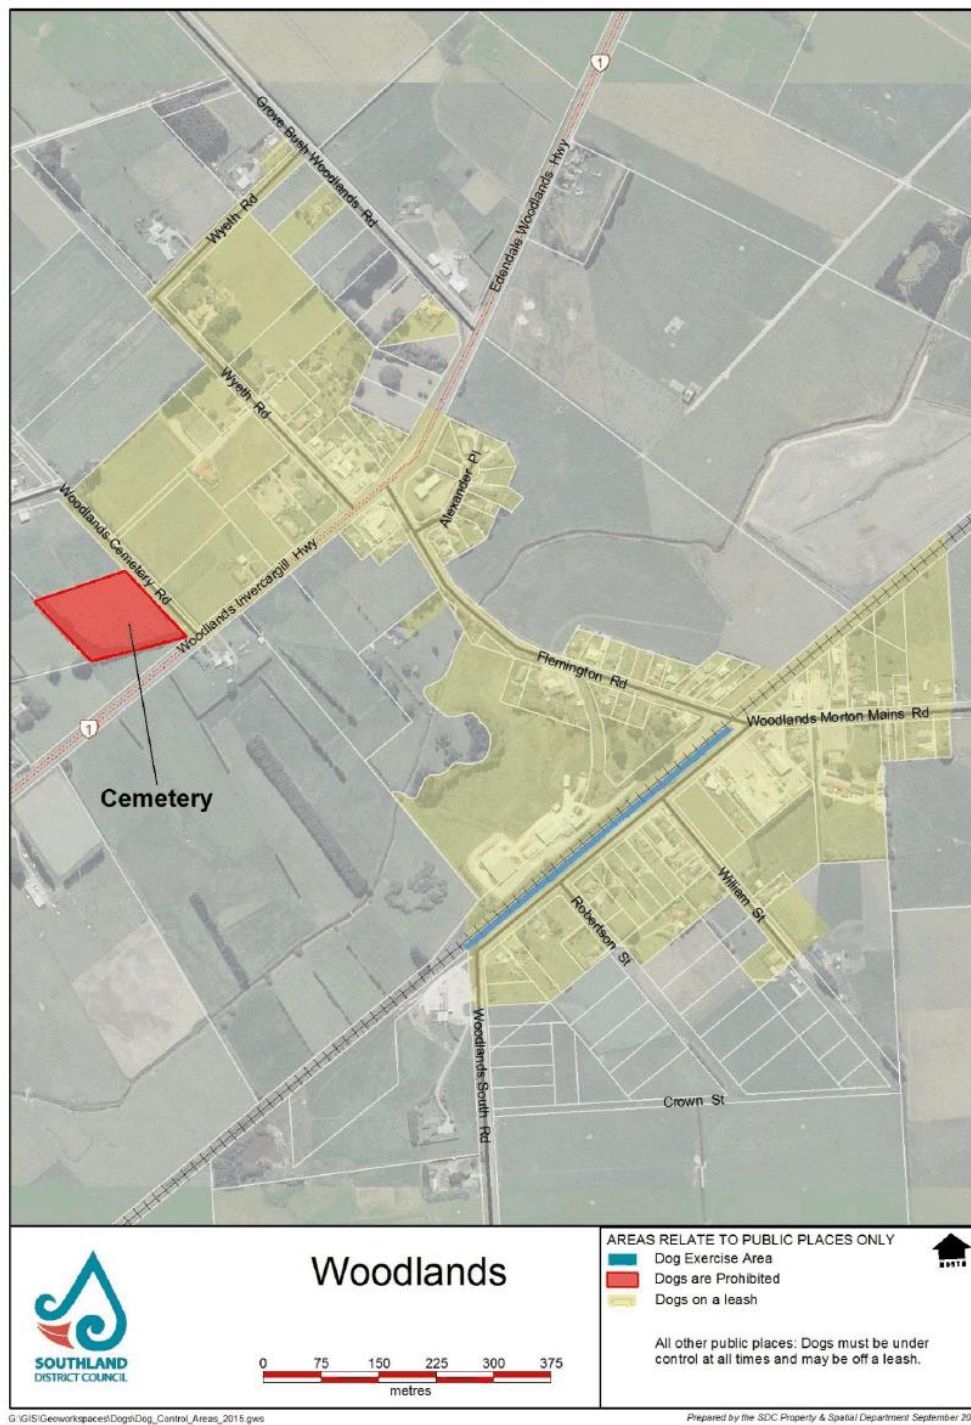 1
Grove Bush Woodlands Rd
Edendale Woodlands Hwy
Wyeth Rd
Wyeth Rd
Alexander Pl
Woodlands Cemetery Rd
Woodlands Invercargill Hwy
Flemington Rd
Woodlands Morton Mains Rd
1
Cemetery
William St
Robertson St
Woodlands South Rd
Crown St
Woodlands
SOUTHLAND
DISTRICT COUNCIL
0 75 150 225 300 375
metres
AREAS RELATE TO PUBLIC PLACES ONLY
Dog Exercise Area
Dogs are Prohibited
Dogs on a leash
NORTH
All other public places: Dogs must be under
control at all times and may be off a leash.
G:\GIS\Geoworkspaces\Dogs\Dog_Control_Areas_2015.gws
Prepared by the SDC Property & Spatial Department September 20